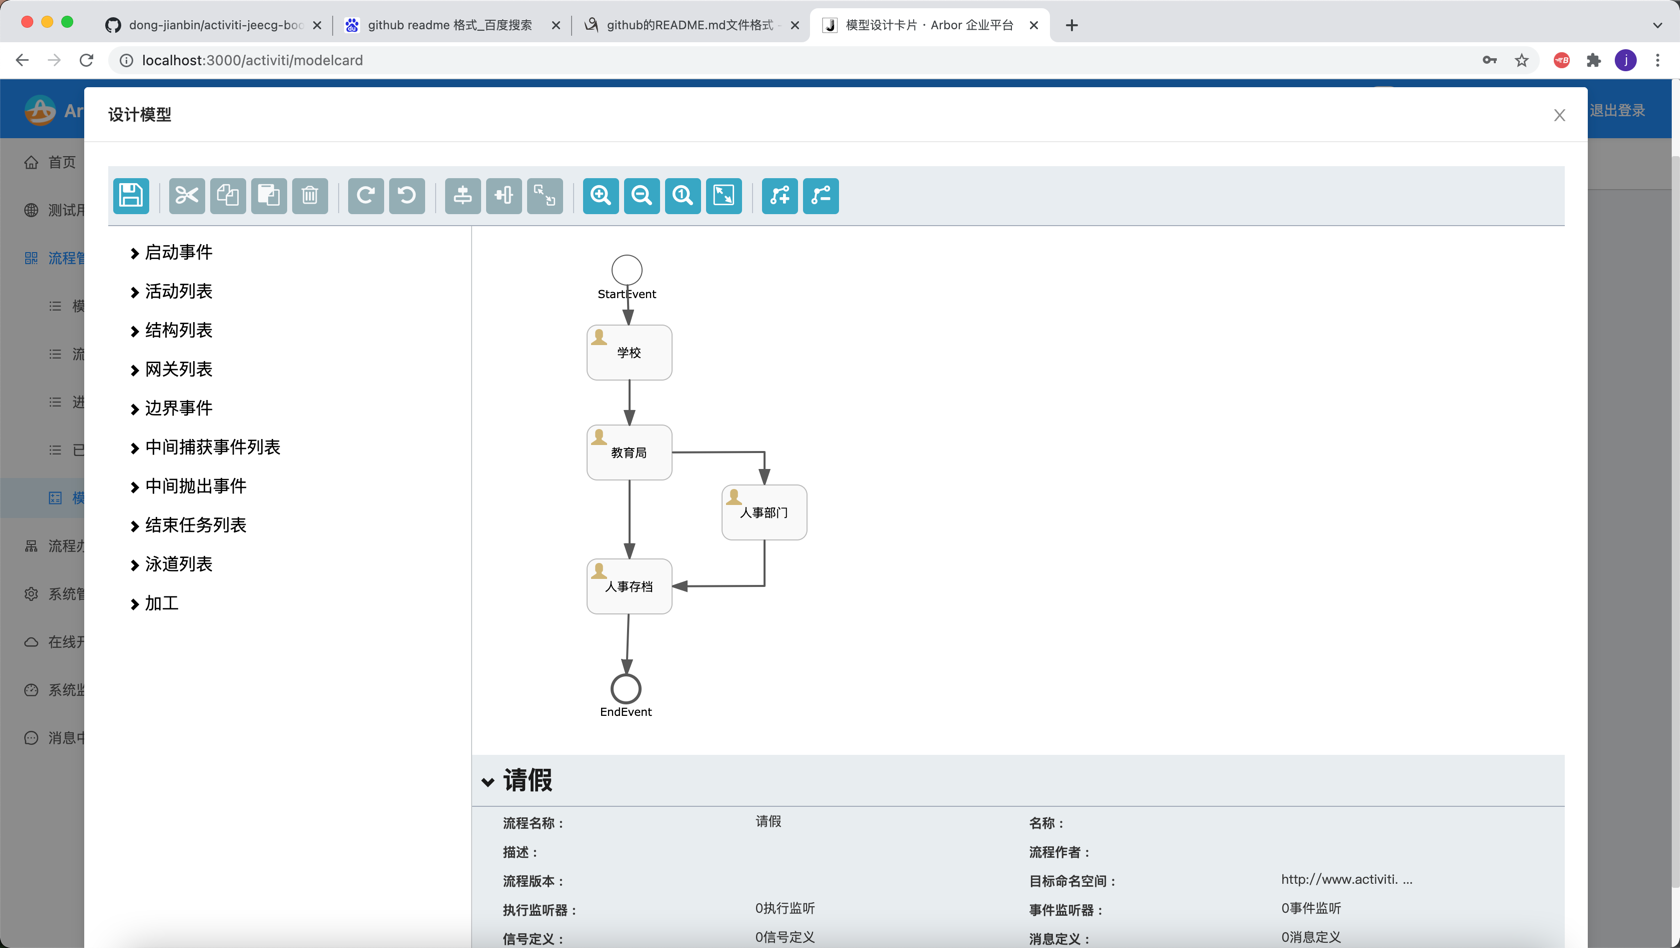 dong-jianbin/activiti-jeecg-boo
github readme 格式_百度搜索
github的README.md文件格式 -
模型设计卡片 · Arbor 企业平台
localhost:3000/activiti/modelcard
j
Ar
设计模型
退出登录
首页
测试用
流程管
模
流
进
已
模
流程办
系统管
在线开
系统监
消息中
启动事件
活动列表
结构列表
网关列表
边界事件
中间捕获事件列表
中间抛出事件
结束任务列表
泳道列表
加工
StartEvent
学校
教育局
人事部门
人事存档
EndEvent
请假
流程名称 : 请假 名称 :
描述 : 流程作者 :
流程版本 : 目标命名空间 : http://www.activiti. ...
执行监听器 : 0执行监听 事件监听器 : 0事件监听
信号定义 : 0信号定义 消息定义 : 0消息定义